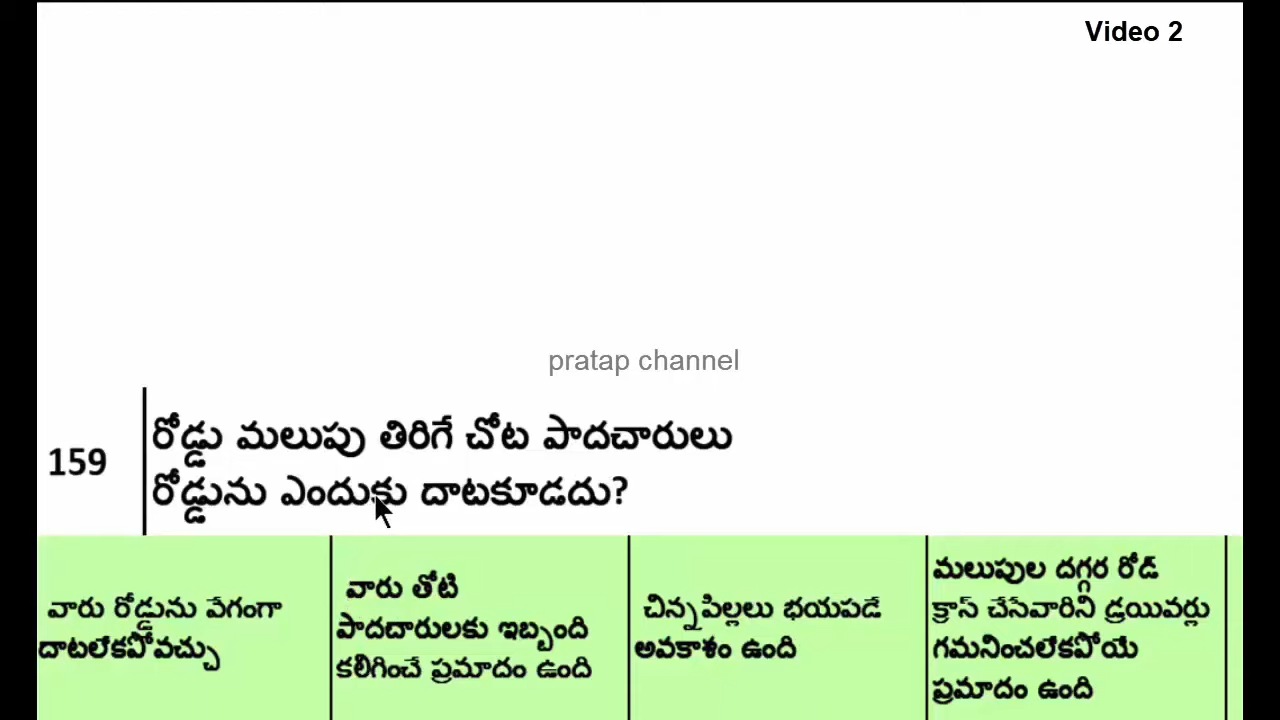 Video 2
pratap channel
159
రోడ్డు మలుపు తిరిగే చోట పాదచారులు
రోడ్డును ఎందుకు దాటకూడదు?
వారు రోడ్డును వేగంగా
దాటలేకపోవచ్చు
వారు తోటి
పాదచారులకు ఇబ్బంది
కలిగించే ప్రమాదం ఉంది
చిన్నపిల్లలు భయపడే
అవకాశం ఉంది
మలుపుల దగ్గర రోడ్
క్రాస్ చేసేవారిని డ్రయివర్లు
గమనించలేకపోయే
ప్రమాదం ఉంది